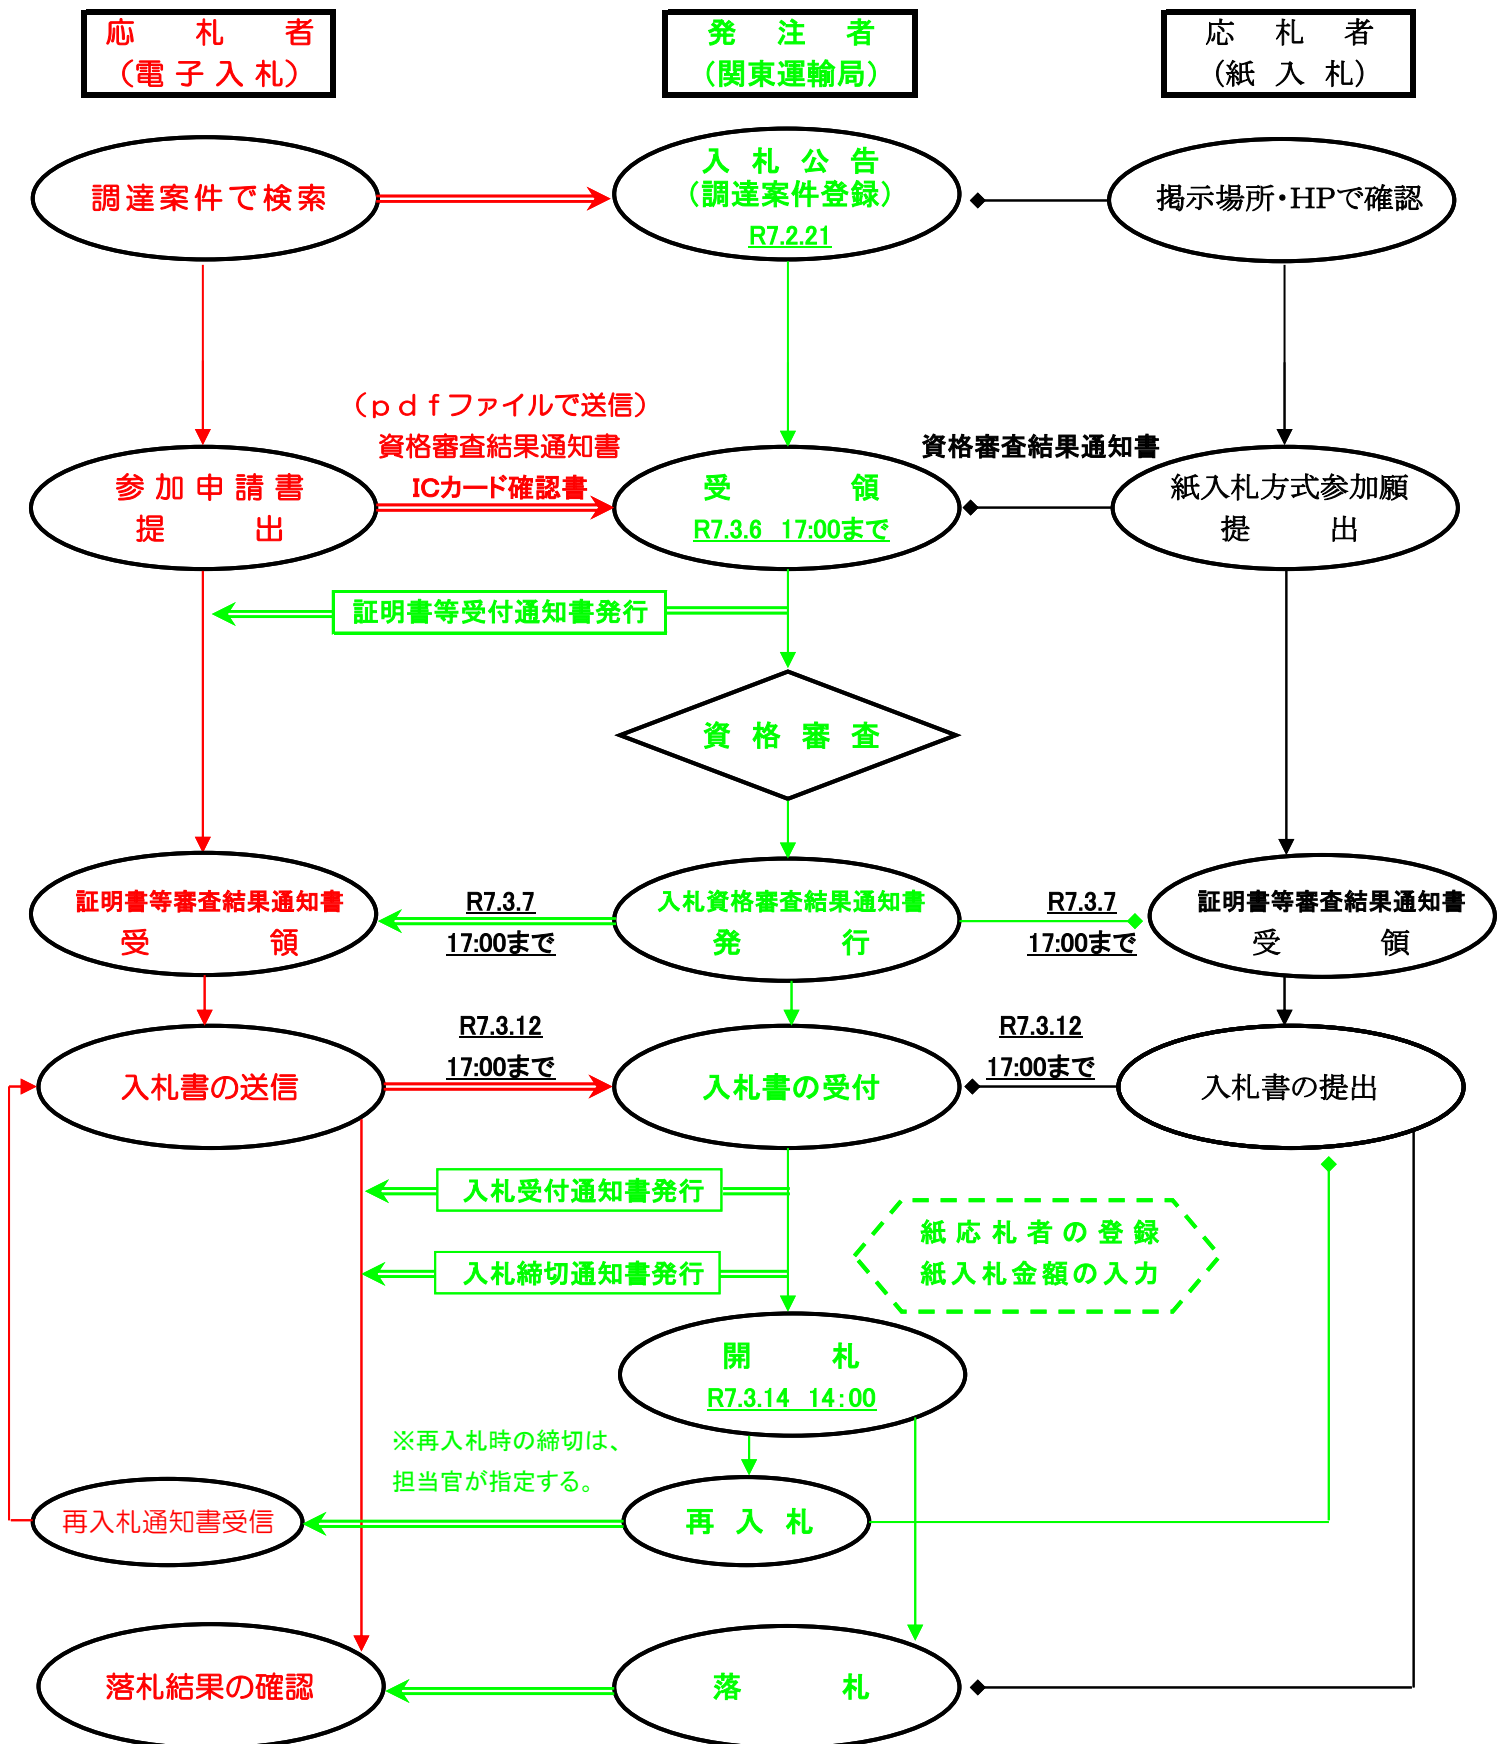 応 札 者
（電 子 入 札）
発 注 者
（関東運輸局）
応 札 者
（紙 入 札）
調達案件で検索
入 札 公 告
（調達案件登録）
R7.2.21
掲示場所・HPで確認
（ｐｄｆファイルで送信）
資格審査結果通知書
ICカード確認書
資格審査結果通知書
参 加 申 請 書
提 出
受 領
R7.3.6 17:00まで
紙入札方式参加願
提 出
証明書等受付通知書発行
資 格 審 査
証明書等審査結果通知書
受 領
R7.3.7
17:00まで
入札資格審査結果通知書
発 行
R7.3.7
17:00まで
証明書等審査結果通知書
受 領
R7.3.12
17:00まで
R7.3.12
17:00まで
入札書の送信
入札書の受付
入札書の提出
入札受付通知書発行
紙 応 札 者 の 登 録
紙入札金額の入力
入札締切通知書発行
開 札
R7.3.14 14：00
※再入札時の締切は、
担当官が指定する。
再入札通知書受信
再 入 札
落札結果の確認
落 札